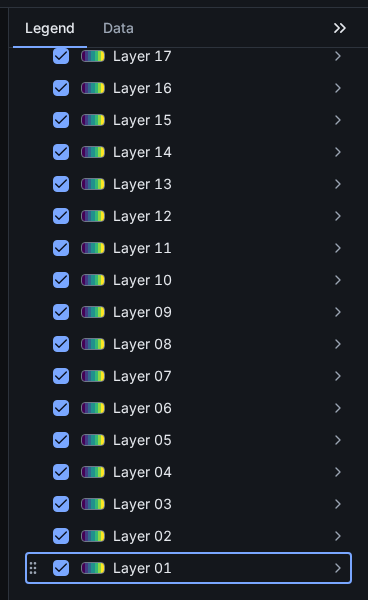 Legend Data
Layer 17
Layer 16
Layer 15
Layer 14
Layer 13
Layer 12
Layer 11
Layer 10
Layer 09
Layer 08
Layer 07
Layer 06
Layer 05
Layer 04
Layer 03
Layer 02
Layer 01